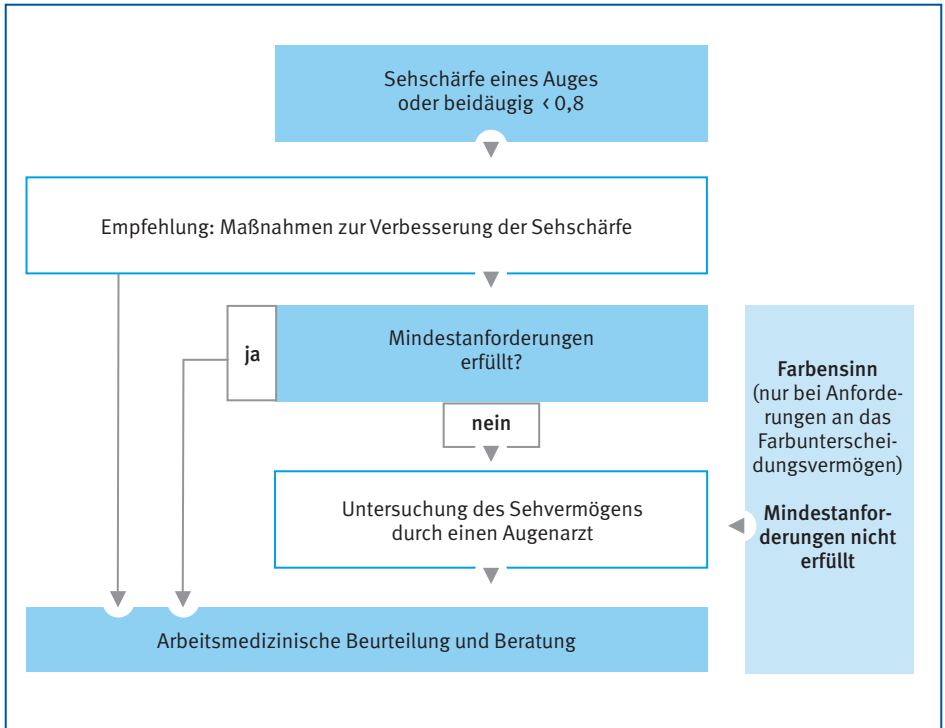 Sehschärfe eines Auges
oder beidäugig < 0,8
Empfehlung: Maßnahmen zur Verbesserung der Sehschärfe
ja
Mindestanforderungen
erfüllt?
nein
Untersuchung des Sehvermögens
durch einen Augenarzt
Farbensinn
(nur bei Anforde-
rungen an das
Farbunterschei-
dungsvermögen)
Mindestanfor-
derungen nicht
erfüllt
Arbeitsmedizinische Beurteilung und Beratung